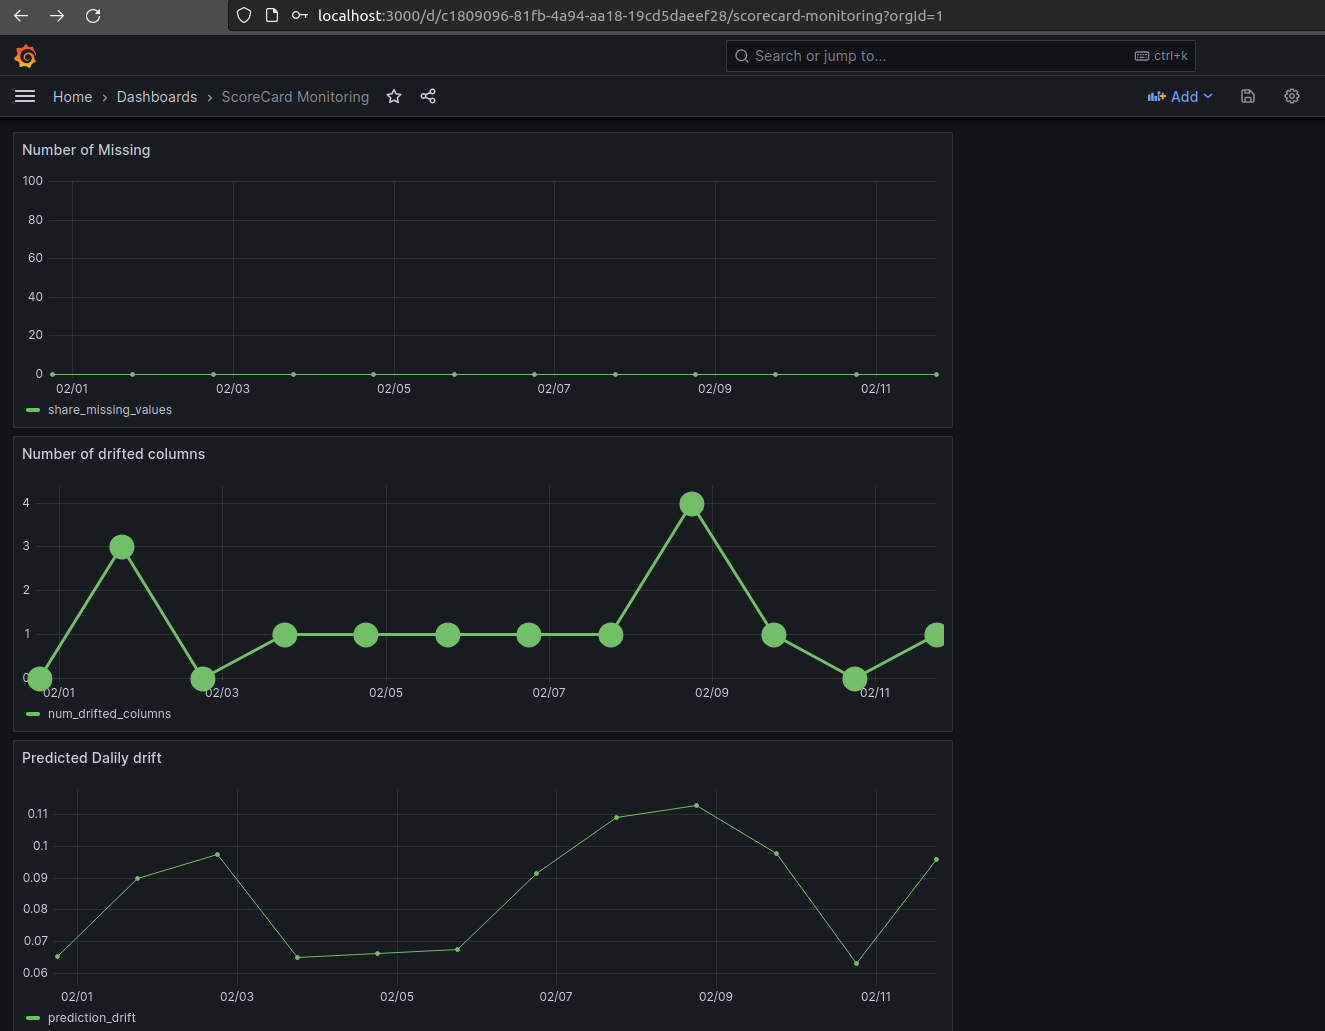 localhost:3000/d/c1809096-81fb-4a94-aa18-19cd5daeef28/scorecard-monitoring?orgId=1
Search or jump to... ctrl+k
Home › Dashboards › ScoreCard Monitoring Add
Number of Missing
100
80
60
40
20
0
02/01 02/03 02/05 02/07 02/09 02/11
share_missing_values
Number of drifted columns
4
3
2
1
0
02/01 02/03 02/05 02/07 02/09 02/11
num_drifted_columns
Predicted Dalily drift
0.11
0.1
0.09
0.08
0.07
0.06
02/01 02/03 02/05 02/07 02/09 02/11
prediction_drift